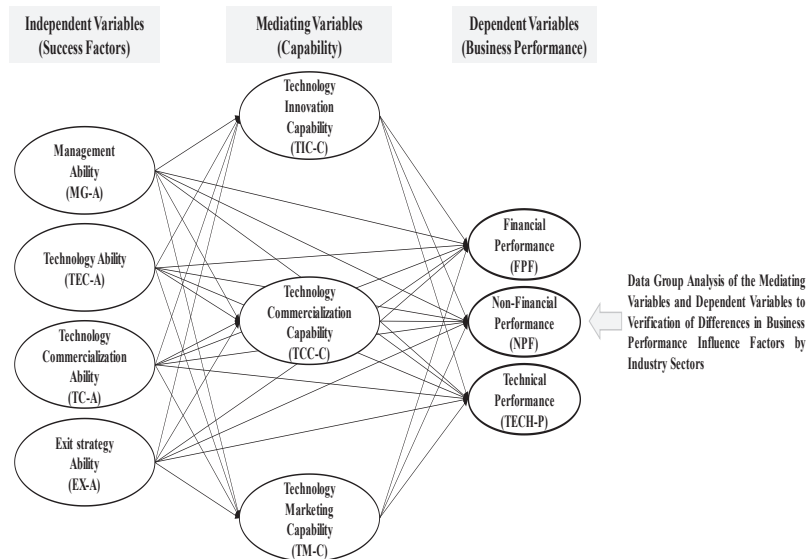 Independent Variables
(Success Factors)
Mediating Variables
(Capability)
Dependent Variables
(Business Performance)
Management
Ability
(MG-A)
Technology Ability
(TEC-A)
Technology
Commercialization
Ability
(TC-A)
Exit strategy
Ability
(EX-A)
Technology
Innovation
Capability
(TIC-C)
Technology
Commercialization
Capability
(TCC-C)
Technology
Marketing
Capability
(TM-C)
Financial
Performance
(FPF)
Non-Financial
Performance
(NPF)
Technical
Performance
(TECH-P)
Data Group Analysis of the Mediating
Variables and Dependent Variables to
Verification of Differences in Business
Performance Influence Factors by
Industry Sectors